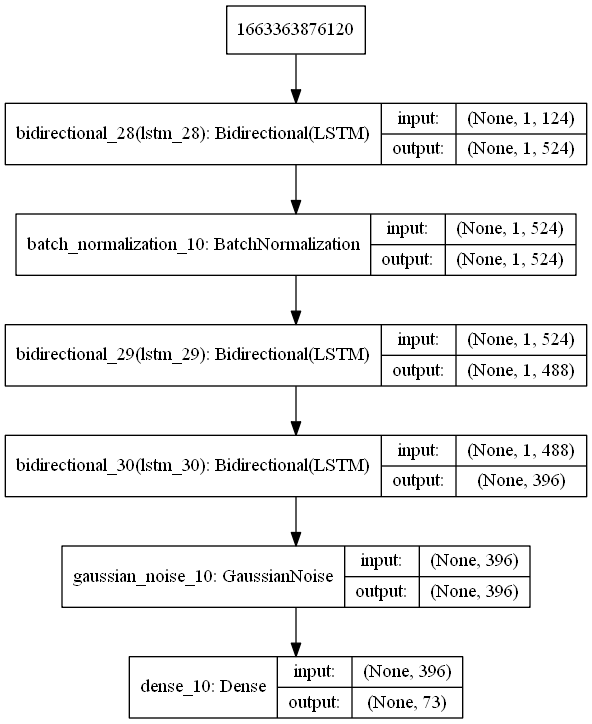 1663363876120
bidirectional_28(lstm_28): Bidirectional(LSTM)
input: (None, 1, 124)
output: (None, 1, 524)
batch_normalization_10: BatchNormalization
input: (None, 1, 524)
output: (None, 1, 524)
bidirectional_29(lstm_29): Bidirectional(LSTM)
input: (None, 1, 524)
output: (None, 1, 488)
bidirectional_30(lstm_30): Bidirectional(LSTM)
input: (None, 1, 488)
output: (None, 396)
gaussian_noise_10: GaussianNoise
input: (None, 396)
output: (None, 396)
dense_10: Dense
input: (None, 396)
output: (None, 73)